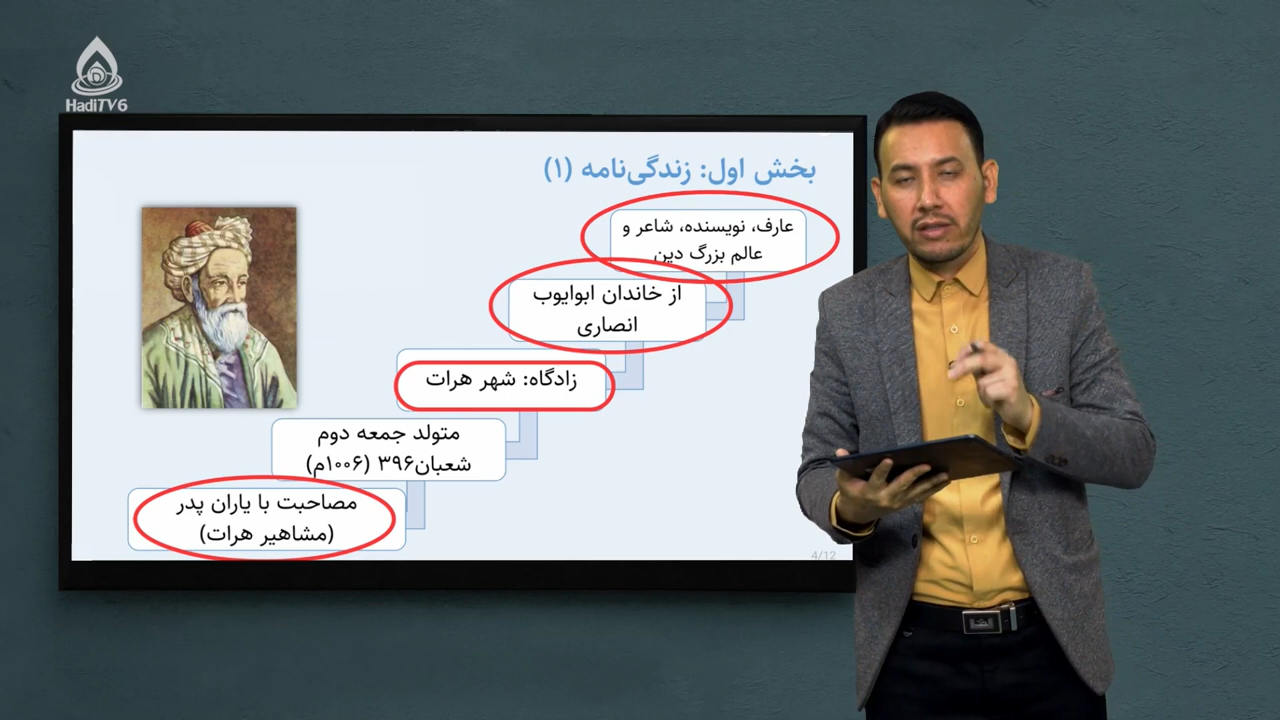 HadiTV6
بخش اول: زندگی‌نامه (۱)
عارف، نویسنده، شاعر و
عالم بزرگ دین
از خاندان ابوایوب
انصاری
زادگاه: شهر هرات
متولد جمعه دوم
شعبان۳۹۶ (۱۰۰۶م)
مصاحبت با یاران پدر
(مشاهیر هرات)
4/12